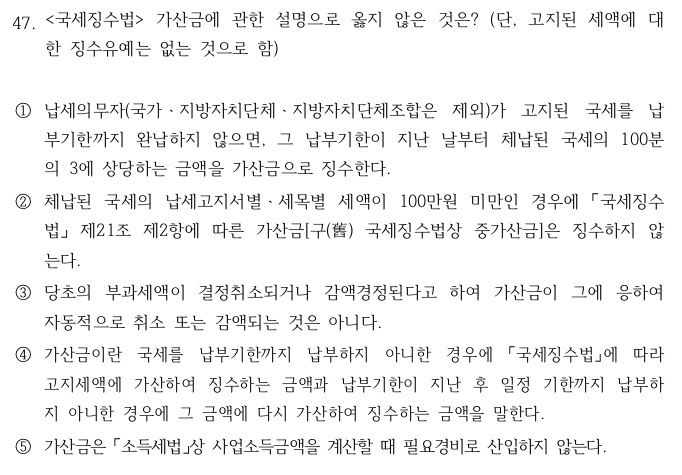 47. <국세징수법> 가산금에 관한 설명으로 옳지 않은 것은? (단, 고지된 세액에 대
한 징수유예는 없는 것으로 함)
① 납세의무자(국가ㆍ지방자치단체ㆍ지방자치단체조합은 제외)가 고지된 국세를 납
부기한까지 완납하지 않으면, 그 납부기한이 지난 날부터 체납된 국세의 100분
의 3에 상당하는 금액을 가산금으로 징수한다.
② 체납된 국세의 납세고지서별ㆍ세목별 세액이 100만원 미만인 경우에 「국세징수
법」 제21조 제2항에 따른 가산금[구(舊) 국세징수법상 중가산금]은 징수하지 않
는다.
③ 당초의 부과세액이 결정취소되거나 감액경정된다고 하여 가산금이 그에 응하여
자동적으로 취소 또는 감액되는 것은 아니다.
④ 가산금이란 국세를 납부기한까지 납부하지 아니한 경우에 「국세징수법」에 따라
고지세액에 가산하여 징수하는 금액과 납부기한이 지난 후 일정 기한까지 납부하
지 아니한 경우에 그 금액에 다시 가산하여 징수하는 금액을 말한다.
⑤ 가산금은 「소득세법」상 사업소득금액을 계산할 때 필요경비로 산입하지 않는다.